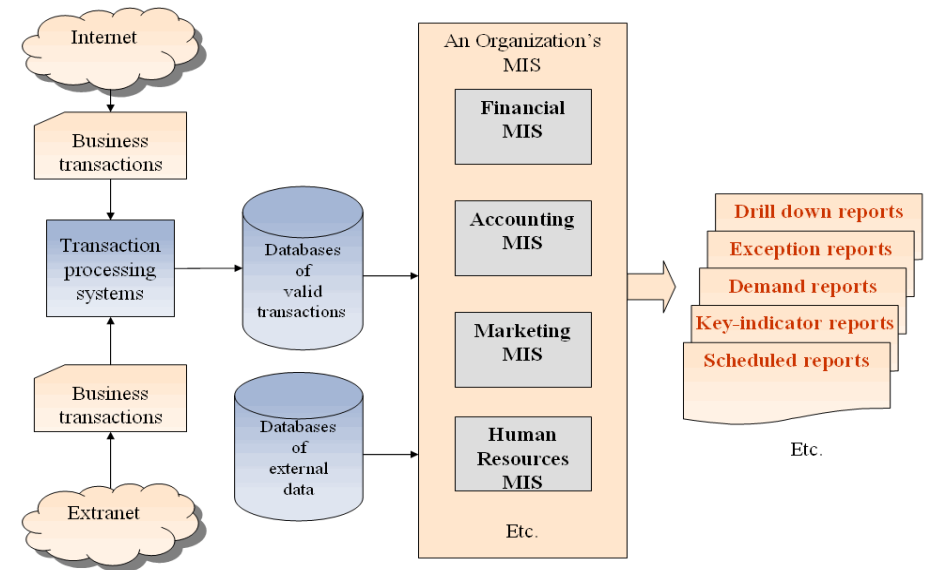 Internet
Business
transactions
Transaction
processing
systems
Business
transactions
Extranet
Databases
of
valid
transactions
Databases
of
external
data
An Organization's
MIS
Financial
MIS
Accounting
MIS
Marketing
MIS
Human
Resources
MIS
Etc.
Drill down reports
Exception reports
Demand reports
Key-indicator reports
Scheduled reports
Etc.